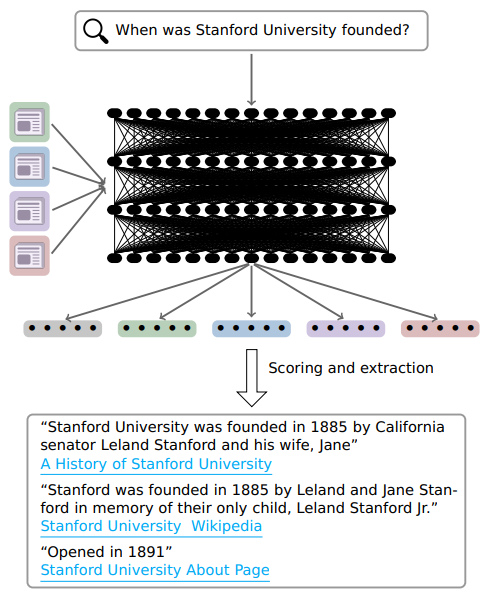 When was Stanford University founded?
Scoring and extraction
“Stanford University was founded in 1885 by California
senator Leland Stanford and his wife, Jane”
A History of Stanford University
“Stanford was founded in 1885 by Leland and Jane Stan-
ford in memory of their only child, Leland Stanford Jr.”
Stanford University  Wikipedia
“Opened in 1891”
Stanford University About Page